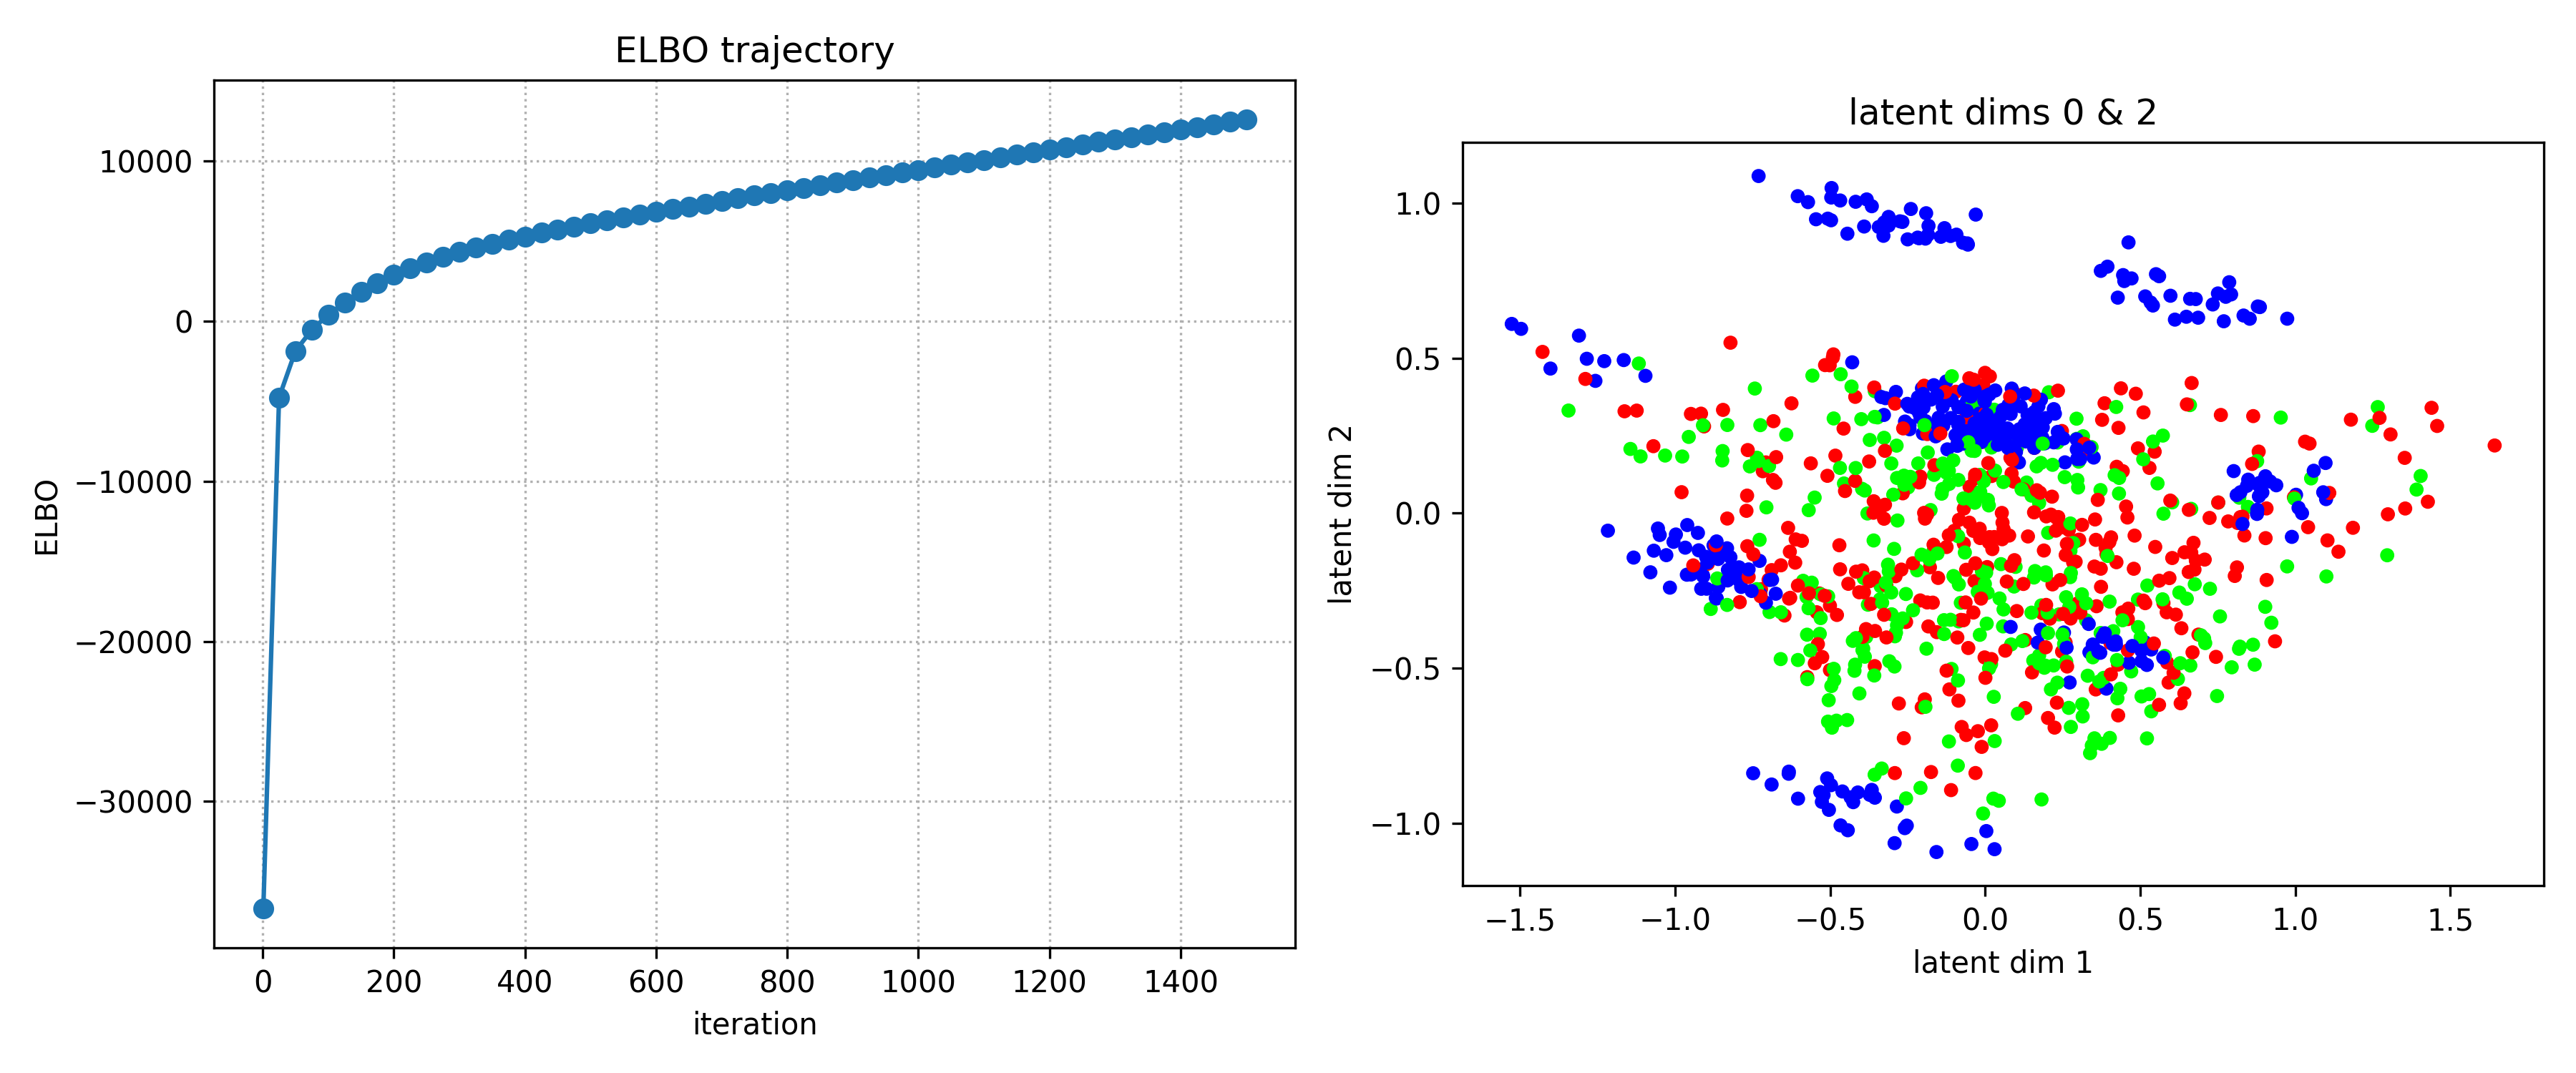 ELBO trajectory
10000
0
−10000
−20000
−30000
ELBO
0 200 400 600 800 1000 1200 1400
iteration
latent dims 0 & 2
1.0
0.5
0.0
−0.5
−1.0
latent dim 2
−1.5 −1.0 −0.5 0.0 0.5 1.0 1.5
latent dim 1